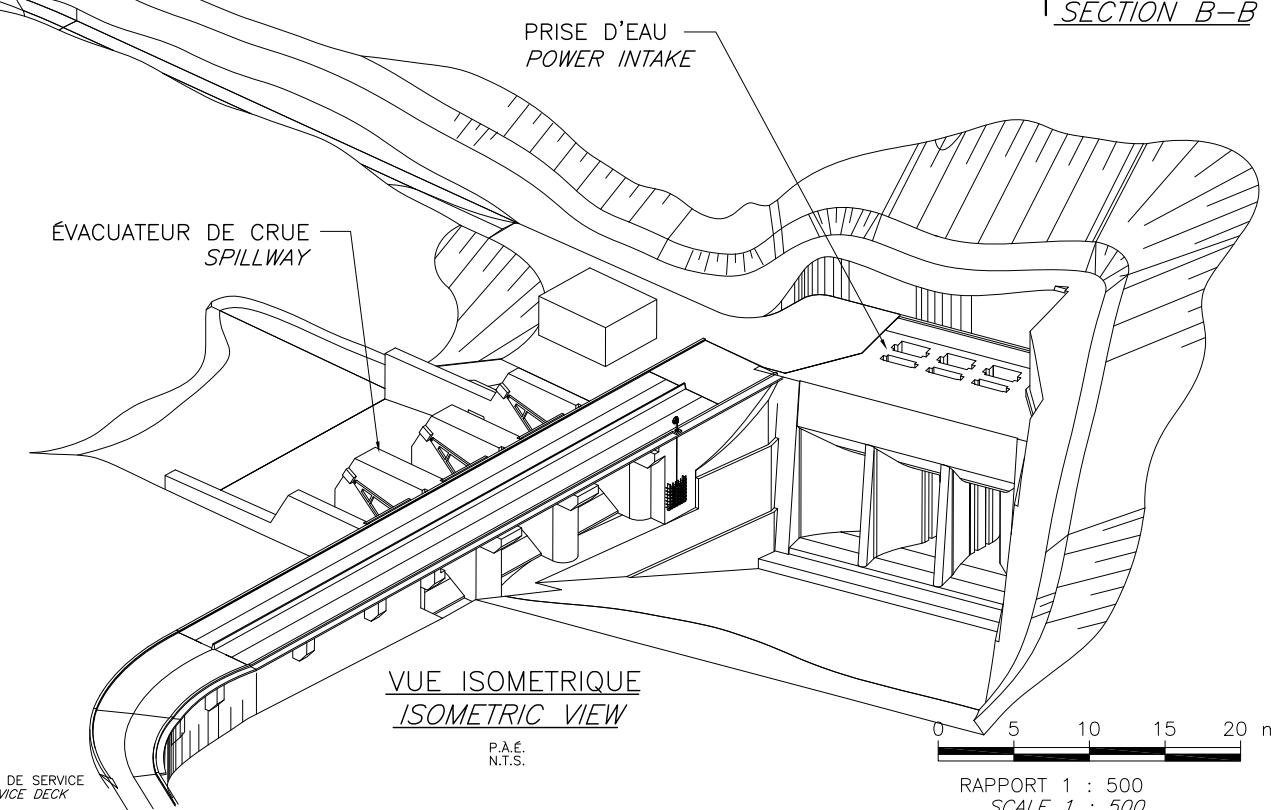 SECTION B-B
PRISE D'EAU
POWER INTAKE
ÉVACUATEUR DE CRUE
SPILLWAY
VUE ISOMETRIQUE
ISOMETRIC VIEW
P.À.É.
N.T.S.
0 5 10 15 20
RAPPORT 1 : 500
SCALE 1 : 500
DE SERVICE
DECK